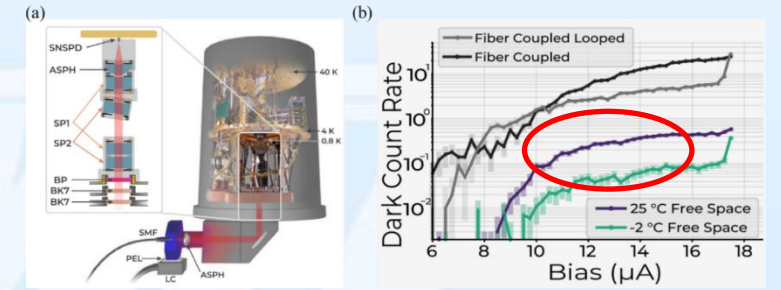 (a)
SNSPD
ASPH
SP1
SP2
BP
BK7
BK7
40 K
4 K
0.8 K
SMF
PEL
LC
ASPH
(b)
Dark Count Rate
10¹
10⁰
10⁻¹
10⁻²
Fiber Coupled Looped
Fiber Coupled
25 °C Free Space
-2 °C Free Space
6 8 10 12 14 16 18
Bias (µA)